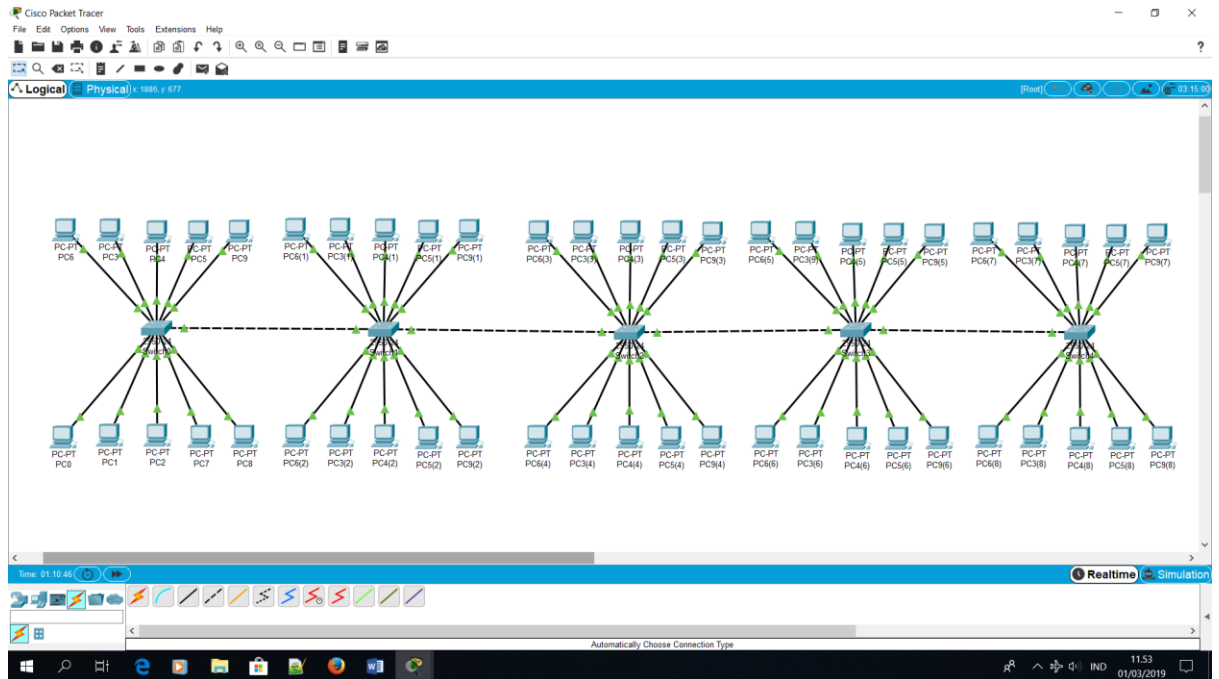 Cisco Packet Tracer
File Edit Options View Tools Extensions Help
?
Logical Physical x: 1886, y: 677 [Root] 03:15:00
PC-PT PC-PT PC-PT PC-PT PC-PT PC-PT PC-PT PC-PT PC-PT PC-PT PC-PT PC-PT PC-PT PC-PT PC-PT PC-PT PC-PT PC-PT PC-PT PC-PT PC-PT PC-PT PC-PT PC-PT PC-PT
PC6 PC3 PC4 PC5 PC9 PC6(1) PC3(1) PC4(1) PC5(1) PC9(1) PC6(3) PC3(3) PC4(3) PC5(3) PC9(3) PC6(5) PC3(5) PC4(5) PC5(5) PC9(5) PC6(7) PC3(7) PC4(7) PC5(7) PC9(7)
Switch0 Switch1 Switch2 Switch3 Switch4
PC-PT PC-PT PC-PT PC-PT PC-PT PC-PT PC-PT PC-PT PC-PT PC-PT PC-PT PC-PT PC-PT PC-PT PC-PT PC-PT PC-PT PC-PT PC-PT PC-PT PC-PT PC-PT PC-PT PC-PT PC-PT
PC0 PC1 PC2 PC7 PC8 PC6(2) PC3(2) PC4(2) PC5(2) PC9(2) PC6(4) PC3(4) PC4(4) PC5(4) PC9(4) PC6(6) PC3(6) PC4(6) PC5(6) PC9(6) PC6(8) PC3(8) PC4(8) PC5(8) PC9(8)
Time: 01:10:46 Realtime Simulation
Automatically Choose Connection Type
IND 11.53
01/03/2019